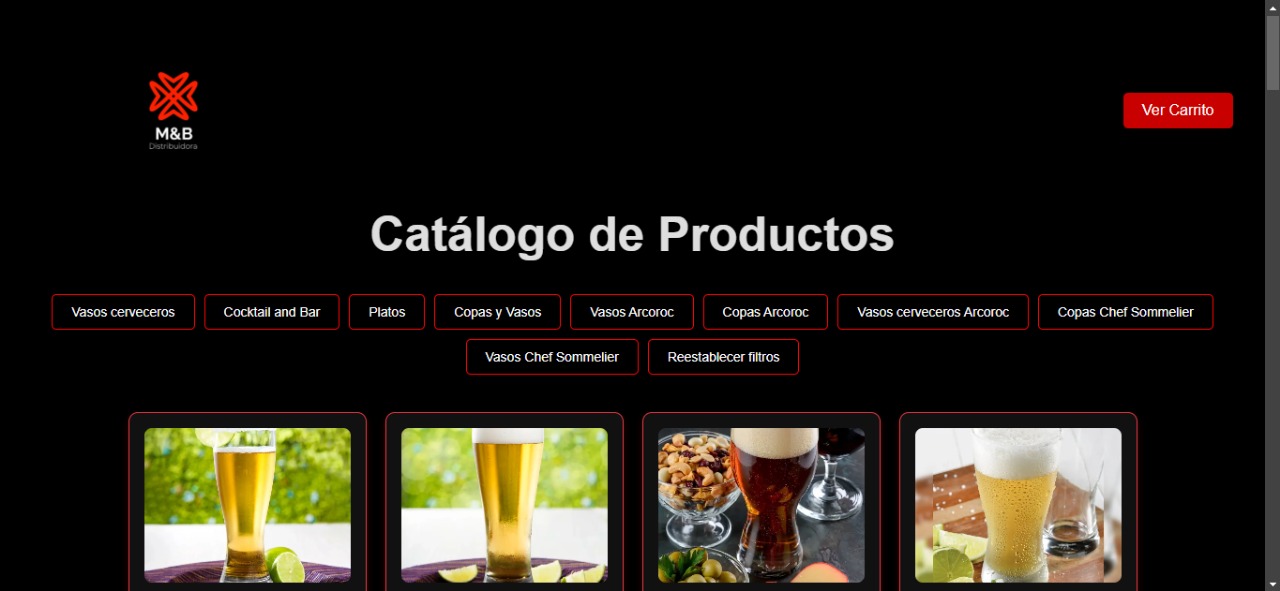 M&B
Distribuidora
Ver Carrito
Catálogo de Productos
Vasos cerveceros
Cocktail and Bar
Platos
Copas y Vasos
Vasos Arcoroc
Copas Arcoroc
Vasos cerveceros Arcoroc
Copas Chef Sommelier
Vasos Chef Sommelier
Reestablecer filtros